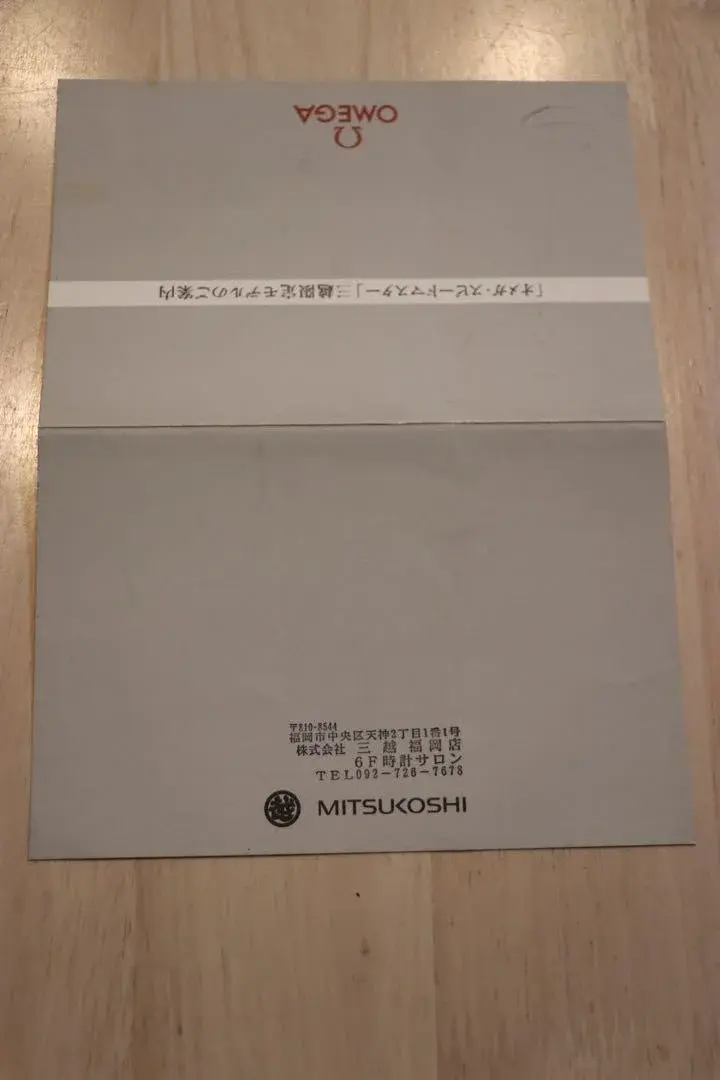 Ω
OMEGA
「オメガ・スピードマスター」三越限定モデルのご案内
〒810-8544
福岡市中央区天神2丁目1番1号
株式会社 三越 福岡店
6F時計サロン
TEL092-726-7678
越 MITSUKOSHI